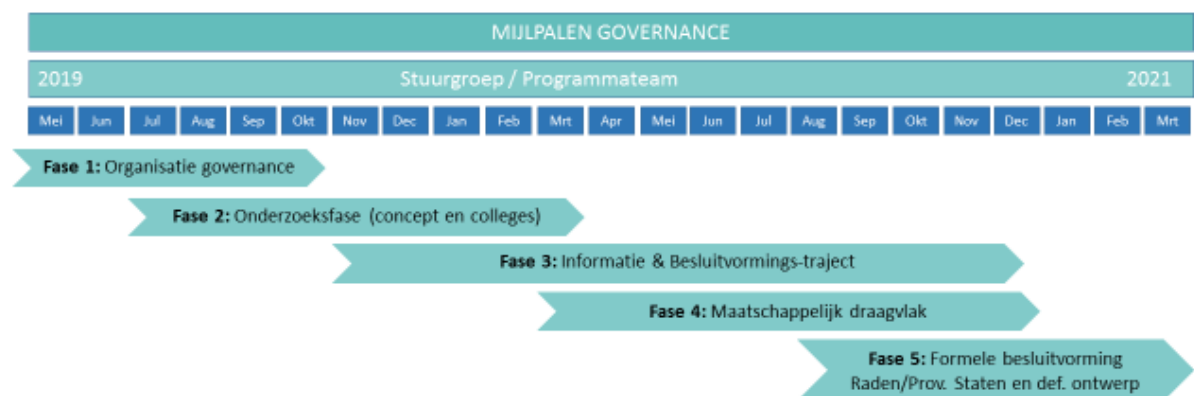 MIJLPALEN GOVERNANCE
2019 Stuurgroep / Programmateam 2021
Mei Jun Jul Aug Sep Okt Nov Dec Jan Feb Mrt Apr Mei Jun Jul Aug Sep Okt Nov Dec Jan Feb Mrt
Fase 1: Organisatie governance
Fase 2: Onderzoeksfase (concept en colleges)
Fase 3: Informatie & Besluitvormings-traject
Fase 4: Maatschappelijk draagvlak
Fase 5: Formele besluitvorming
Raden/Prov. Staten en def. ontwerp